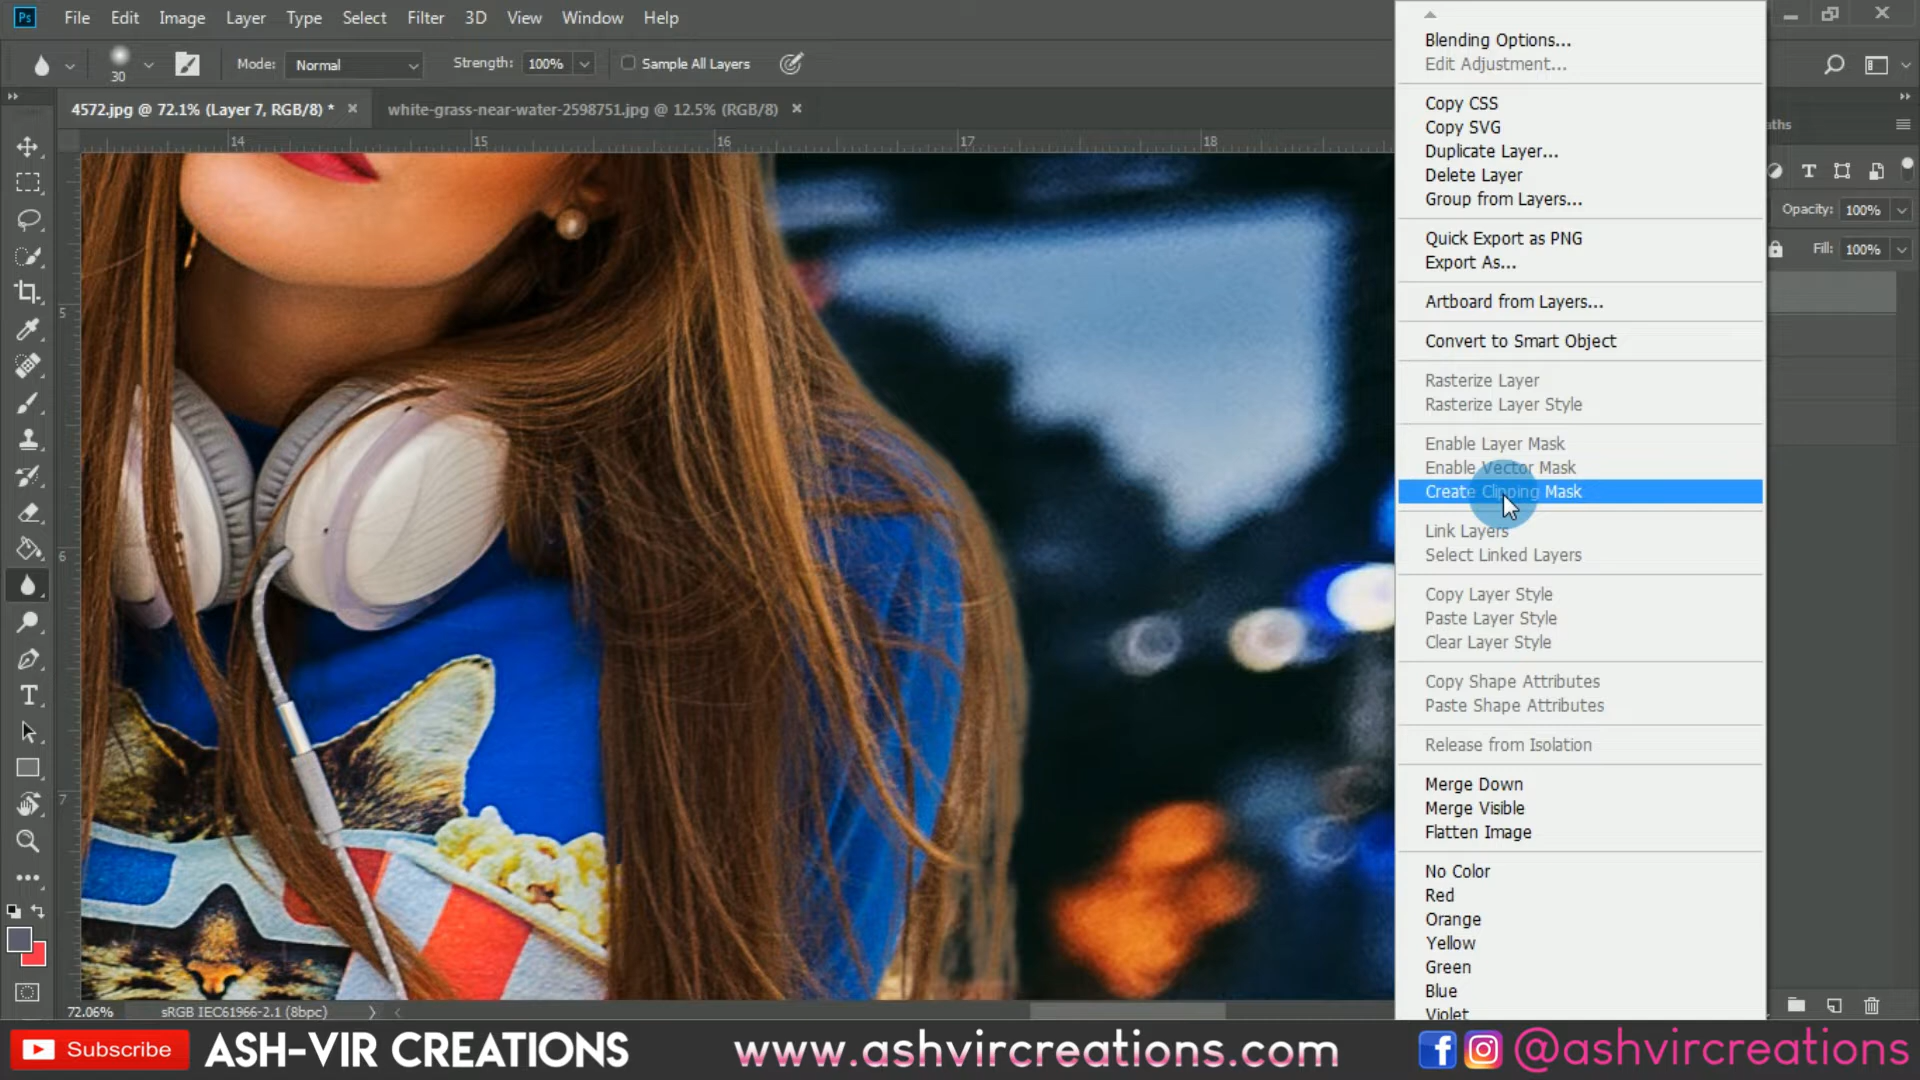 Ps File Edit Image Layer Type Select Filter 3D View Window Help
30 Mode: Normal Strength: 100% Sample All Layers
4572.jpg @ 72.1% (Layer 7, RGB/8) * × white-grass-near-water-2598751.jpg @ 12.5% (RGB/8) ×
14 15 16 17 18
5
6
7
Blending Options...
Edit Adjustment...
Copy CSS
Copy SVG
Duplicate Layer...
Delete Layer
Group from Layers...
Quick Export as PNG
Export As...
Artboard from Layers...
Convert to Smart Object
Rasterize Layer
Rasterize Layer Style
Enable Layer Mask
Enable Vector Mask
Create Clipping Mask
Link Layers
Select Linked Layers
Copy Layer Style
Paste Layer Style
Clear Layer Style
Copy Shape Attributes
Paste Shape Attributes
Release from Isolation
Merge Down
Merge Visible
Flatten Image
No Color
Red
Orange
Yellow
Green
Blue
Violet
aths
Opacity: 100%
Fill: 100%
72.06% sRGB IEC61966-2.1 (8bpc)
Subscribe ASH-VIR CREATIONS www.ashvircreations.com @ashvircreations